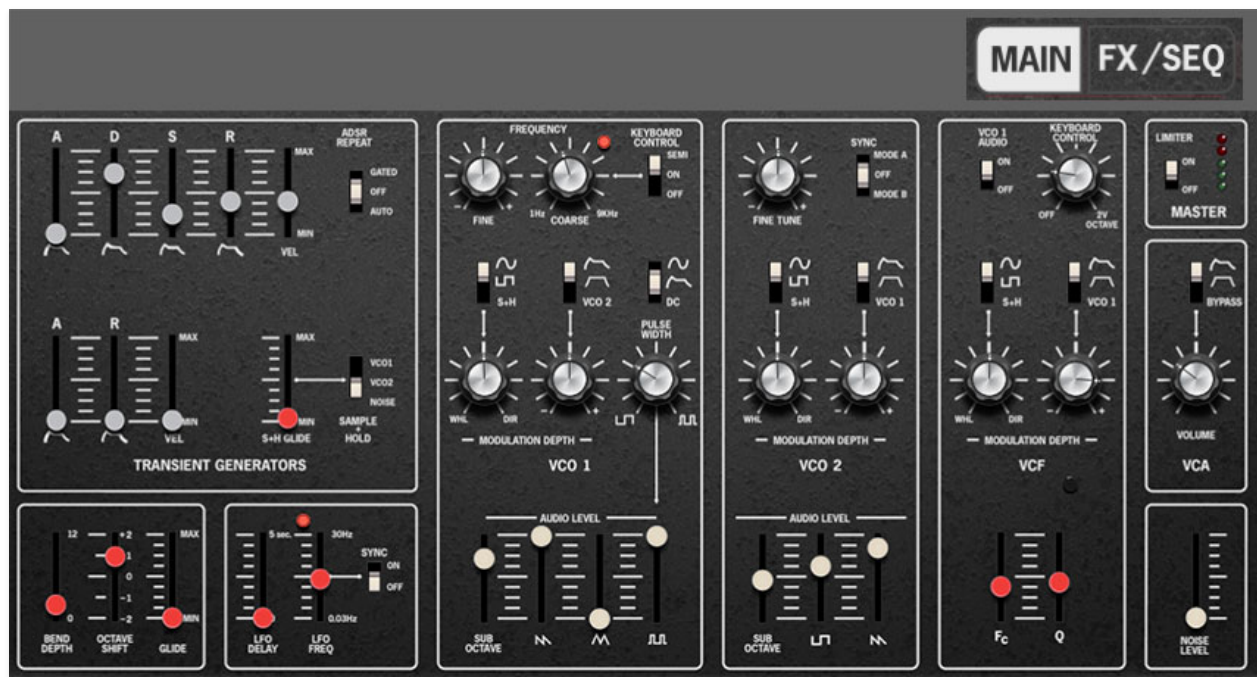 MAIN FX/SEQ
A D S R
ADSR
REPEAT
MAX
GATED
OFF
AUTO
MIN
VEL
A R
MAX
MIN
VEL
MAX
MIN
S+H GLIDE
VCO1
VCO2
NOISE
SAMPLE
+
HOLD
TRANSIENT GENERATORS
12
0
BEND
DEPTH
+2
+1
0
-1
-2
OCTAVE
SHIFT
MAX
MIN
GLIDE
5 sec.
LFO
DELAY
30Hz
0.03Hz
LFO
FREQ
SYNC
ON
OFF
FREQUENCY
- +
FINE
1Hz 9KHz
COARSE
KEYBOARD
CONTROL
SEMI
ON
OFF
S+H
VCO 2
DC
PULSE
WIDTH
WHL DIR
- +
MODULATION DEPTH
VCO 1
AUDIO LEVEL
SUB
OCTAVE
- +
FINE TUNE
SYNC
MODE A
OFF
MODE B
S+H
VCO 1
WHL DIR
- +
MODULATION DEPTH
VCO 2
AUDIO LEVEL
SUB
OCTAVE
VCO 1
AUDIO
ON
OFF
KEYBOARD
CONTROL
OFF 2V
OCTAVE
S+H
VCO 1
WHL DIR
- +
MODULATION DEPTH
VCF
Fc
Q
LIMITER
ON
OFF
MASTER
BYPASS
VOLUME
VCA
NOISE
LEVEL